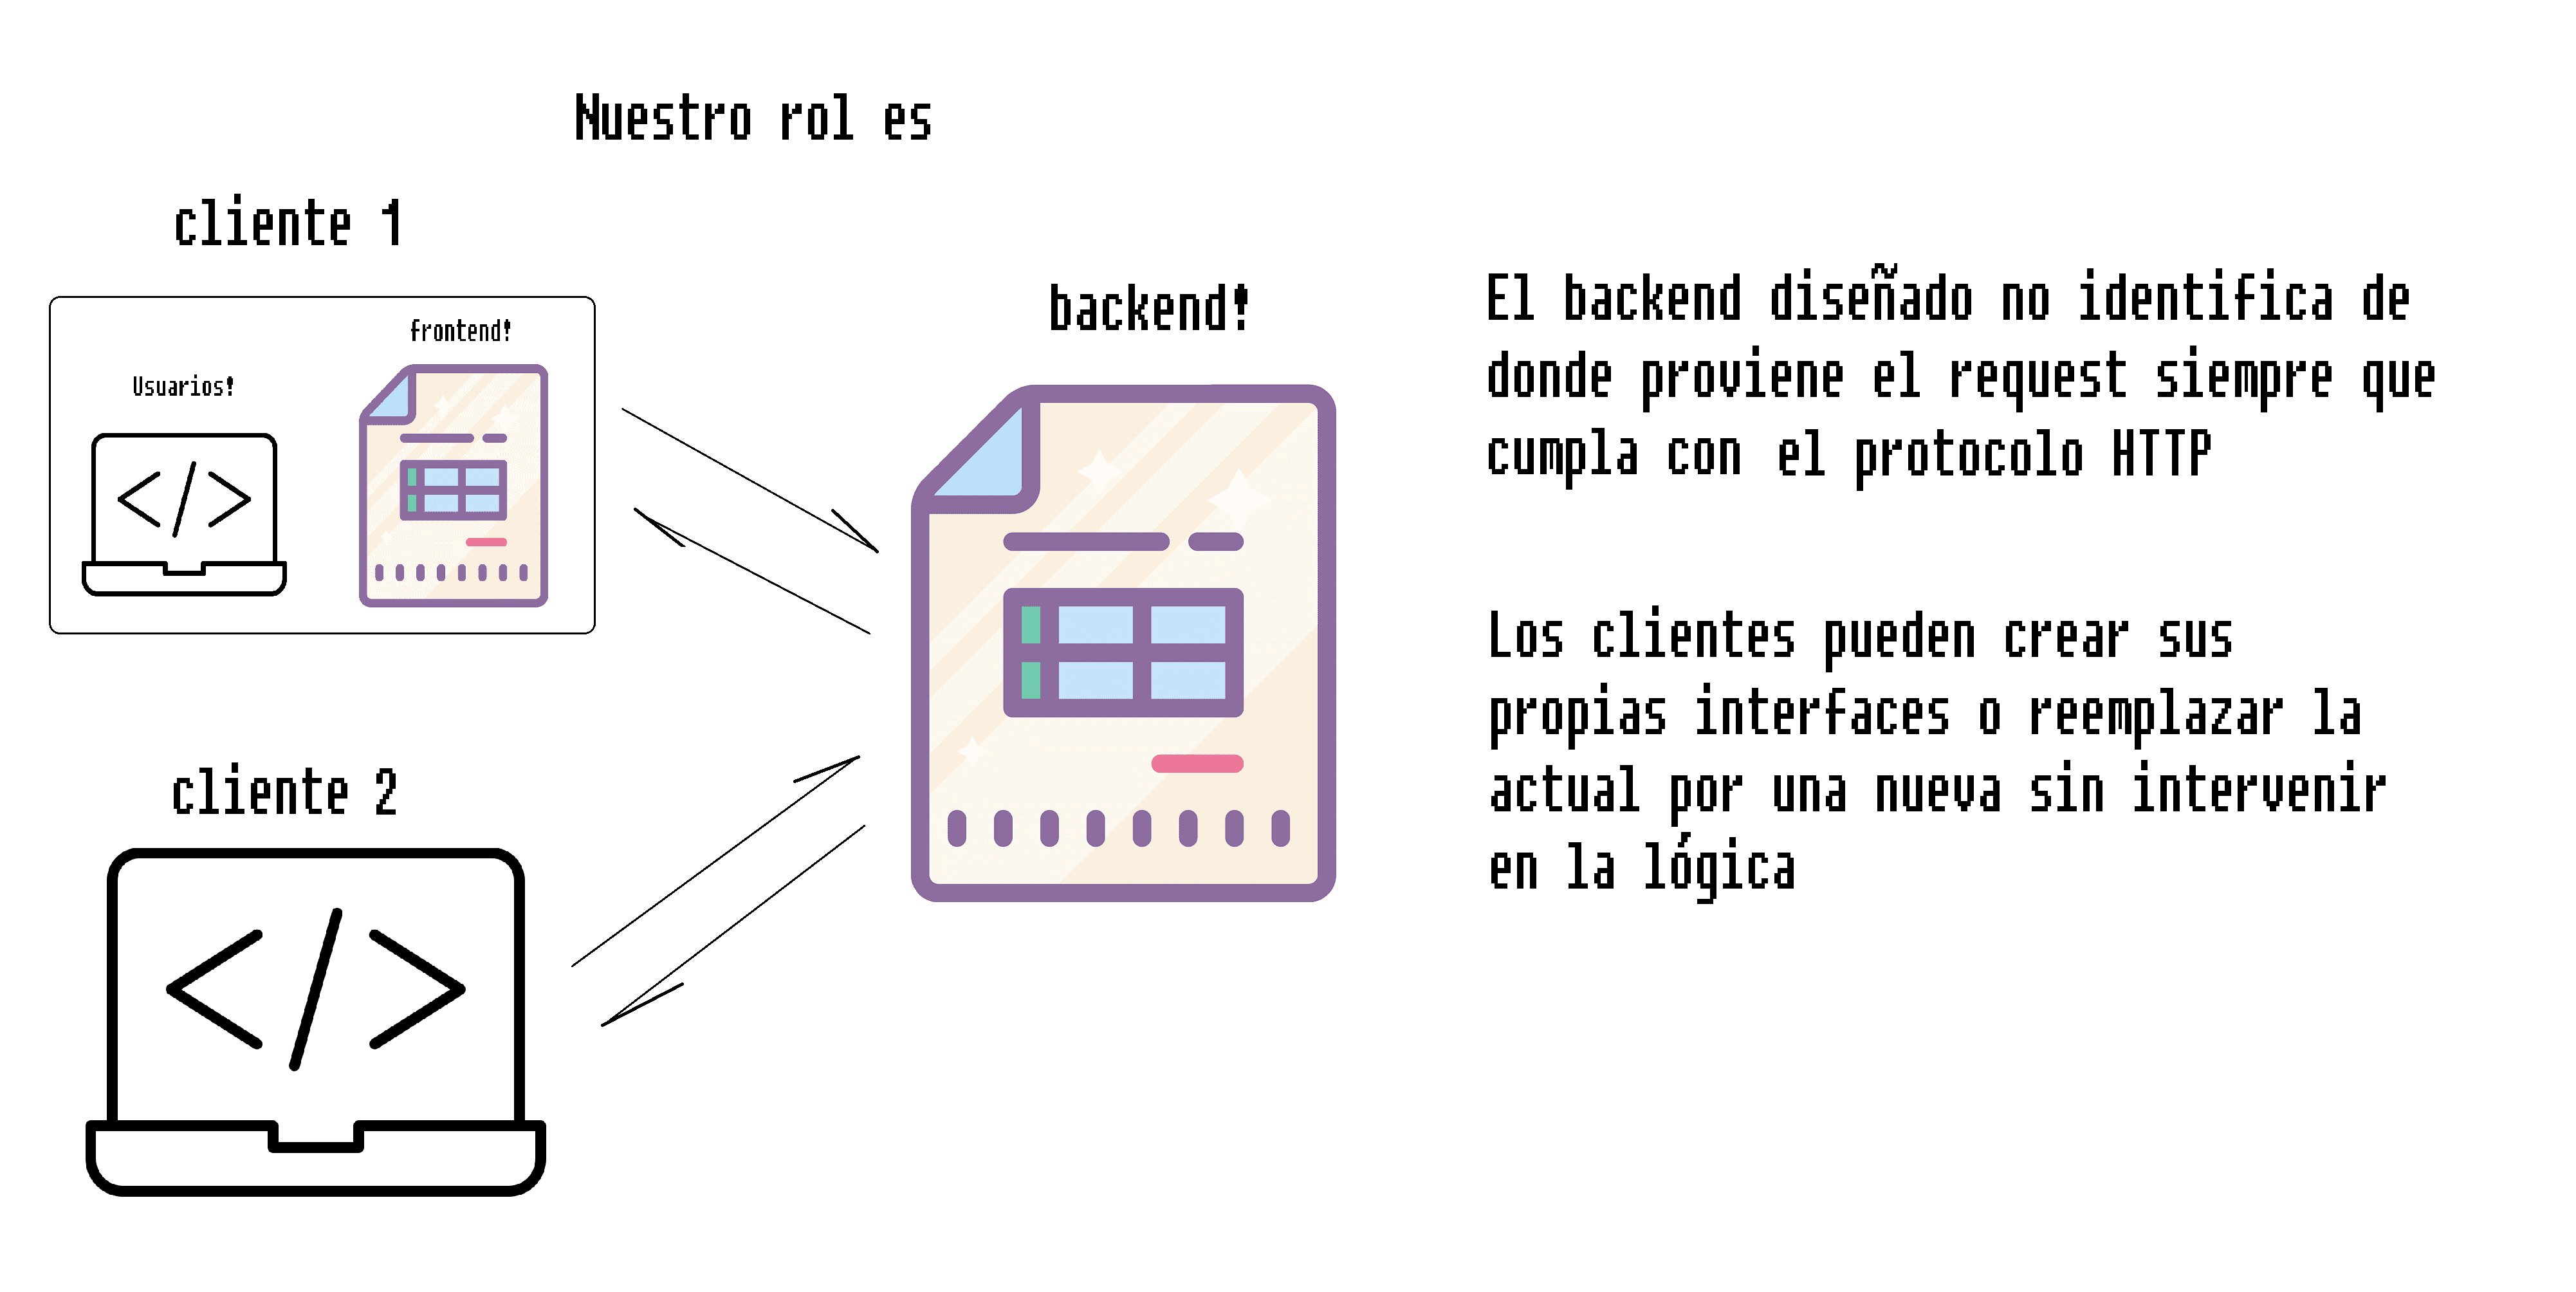 Nuestro rol es
cliente 1
frontend!
Usuarios!
cliente 2
backend!
El backend diseñado no identifica de
donde proviene el request siempre que
cumpla con el protocolo HTTP
Los clientes pueden crear sus
propias interfaces o reemplazar la
actual por una nueva sin intervenir
en la lógica